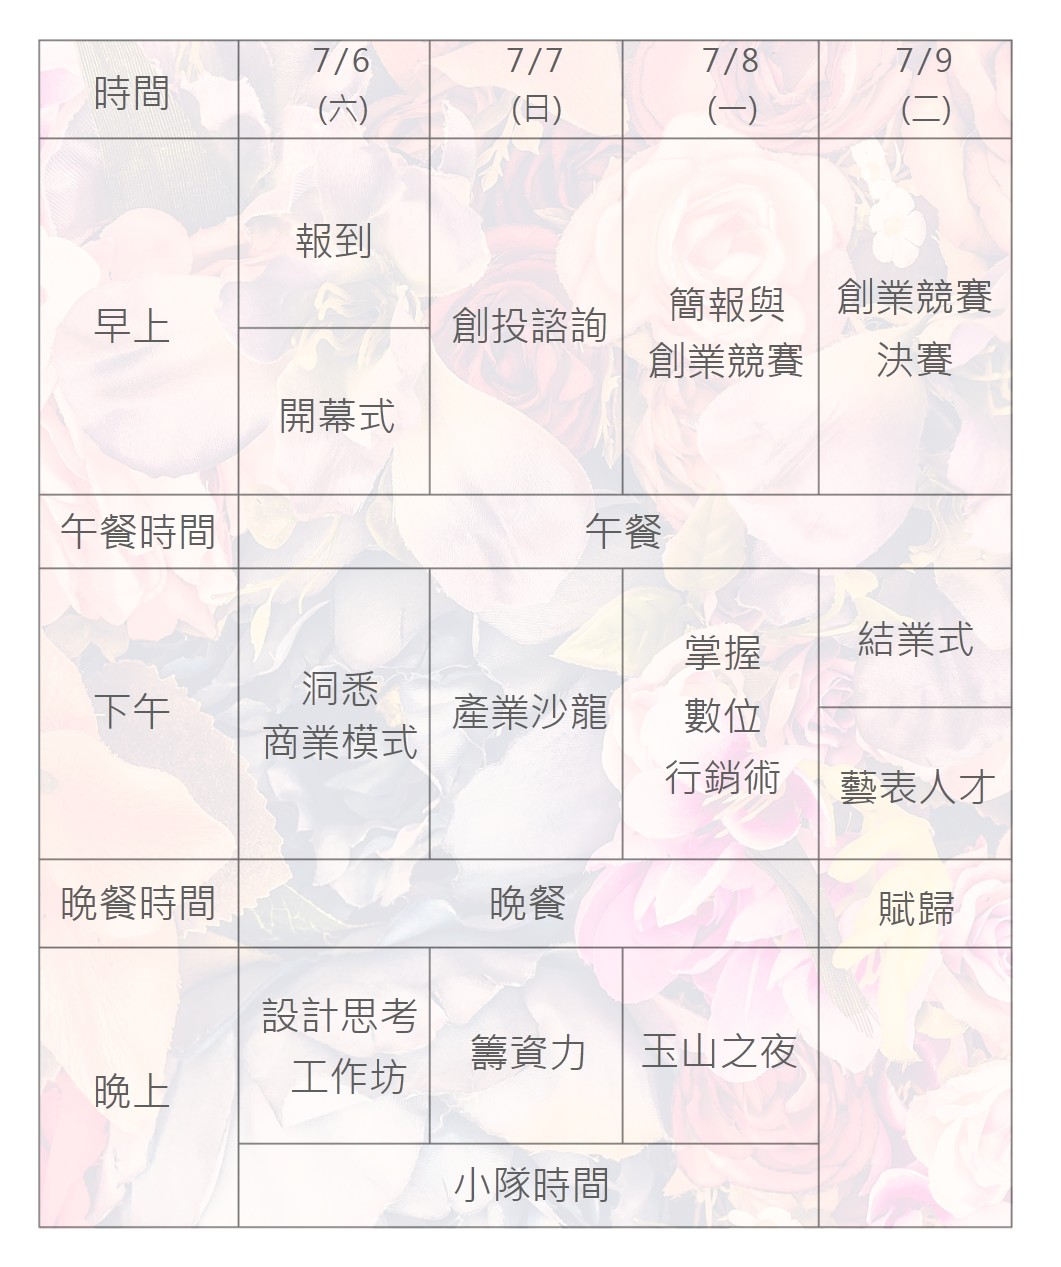 時間
7/6
(六)
7/7
(日)
7/8
(一)
7/9
(二)
早上
報到
開幕式
創投諮詢
簡報與
創業競賽
創業競賽
決賽
午餐時間
午餐
下午
洞悉
商業模式
產業沙龍
掌握
數位
行銷術
結業式
藝表人才
晚餐時間
晚餐
賦歸
晚上
設計思考
工作坊
籌資力
玉山之夜
小隊時間